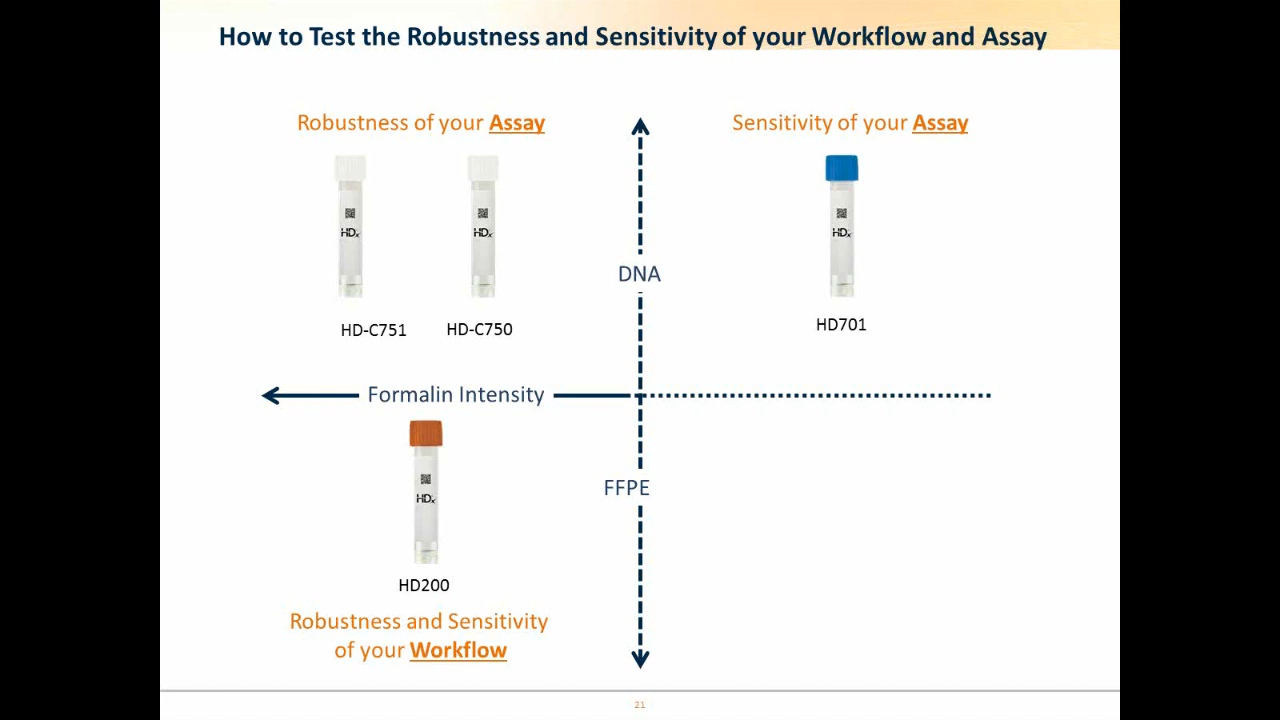 How to Test the Robustness and Sensitivity of your Workflow and Assay
Robustness of your Assay
Sensitivity of your Assay
HDx
HDx
HDx
DNA
HD-C751
HD-C750
HD701
Formalin Intensity
HDx
FFPE
HD200
Robustness and Sensitivity
of your Workflow
21